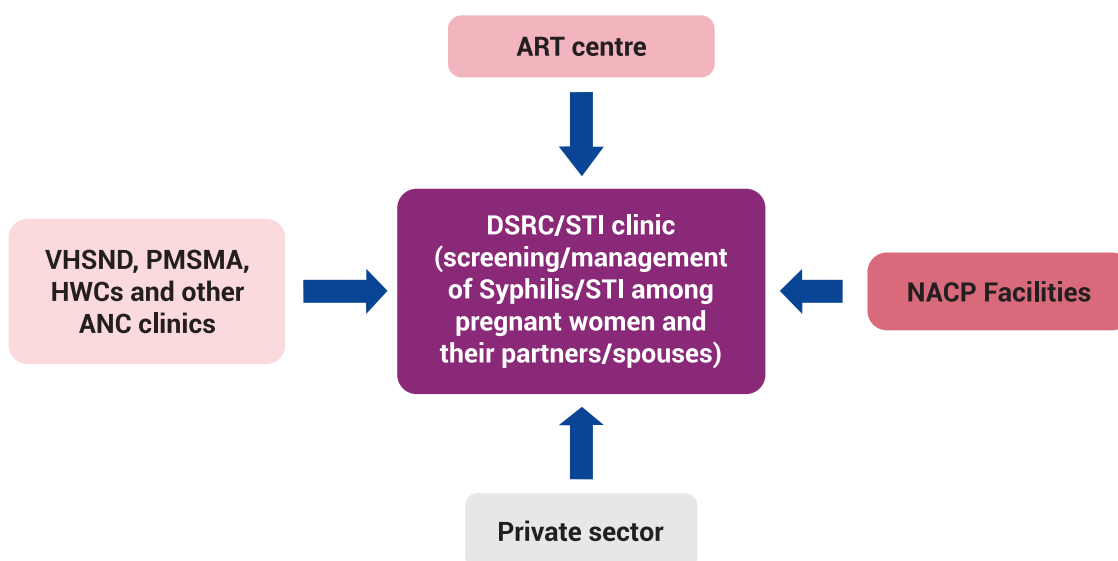 ART centre
VHSND, PMSMA,
HWCs and other
ANC clinics
DSRC/STI clinic
(screening/management
of Syphilis/STI among
pregnant women and
their partners/spouses)
NACP Facilities
Private sector